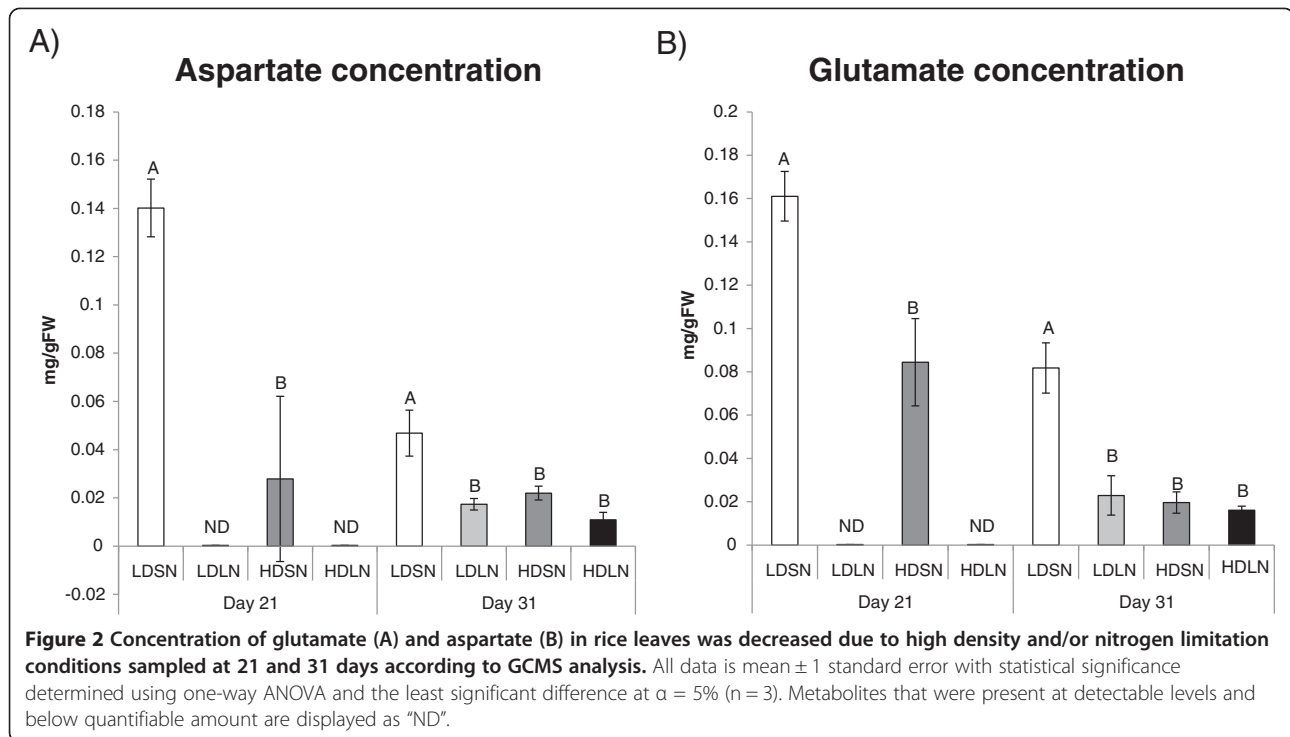 A)
Aspartate concentration
0.18
0.16
0.14
0.12
0.1
0.08
0.06
0.04
0.02
0
-0.02
mg/gFW
A
ND
B
ND
A
B
B
B
LDSN LDLN HDSN HDLN LDSN LDLN HDSN HDLN
Day 21 Day 31
B)
Glutamate concentration
0.2
0.18
0.16
0.14
0.12
0.1
0.08
0.06
0.04
0.02
0
mg/gFW
A
ND
B
ND
A
B
B
B
LDSN LDLN HDSN HDLN LDSN LDLN HDSN HDLN
Day 21 Day 31
Figure 2 Concentration of glutamate (A) and aspartate (B) in rice leaves was decreased due to high density and/or nitrogen limitation
conditions sampled at 21 and 31 days according to GCMS analysis. All data is mean ± 1 standard error with statistical significance
determined using one-way ANOVA and the least significant difference at α = 5% (n = 3). Metabolites that were present at detectable levels and
below quantifiable amount are displayed as “ND”.